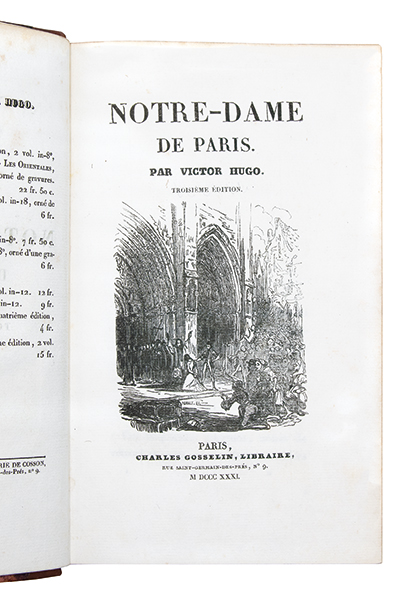 HUGO.
on, 2 vol. in-8°,
LES ORIENTALES,
orné de gravures.
22 fr. 50 c.
ol. in-18, orné de
6 fr.
n-8°. 7 fr. 50 c.
8°, orné d'une gra-
6 fr.
ol. in-12. 12 fr.
n-12. 9 fr.
uatrième édition,
4 fr.
me édition, 2 vol.
15 fr.
RIE DE COSSON,
-des-Prés, n° 9.
NOTRE-DAME
DE PARIS.
PAR VICTOR HUGO.
TROISIÈME ÉDITION.
PARIS,
CHARLES GOSSELIN, LIBRAIRE,
RUE SAINT-GERMAIN-DES-PRÉS, N° 9.
M DCCC XXXI.